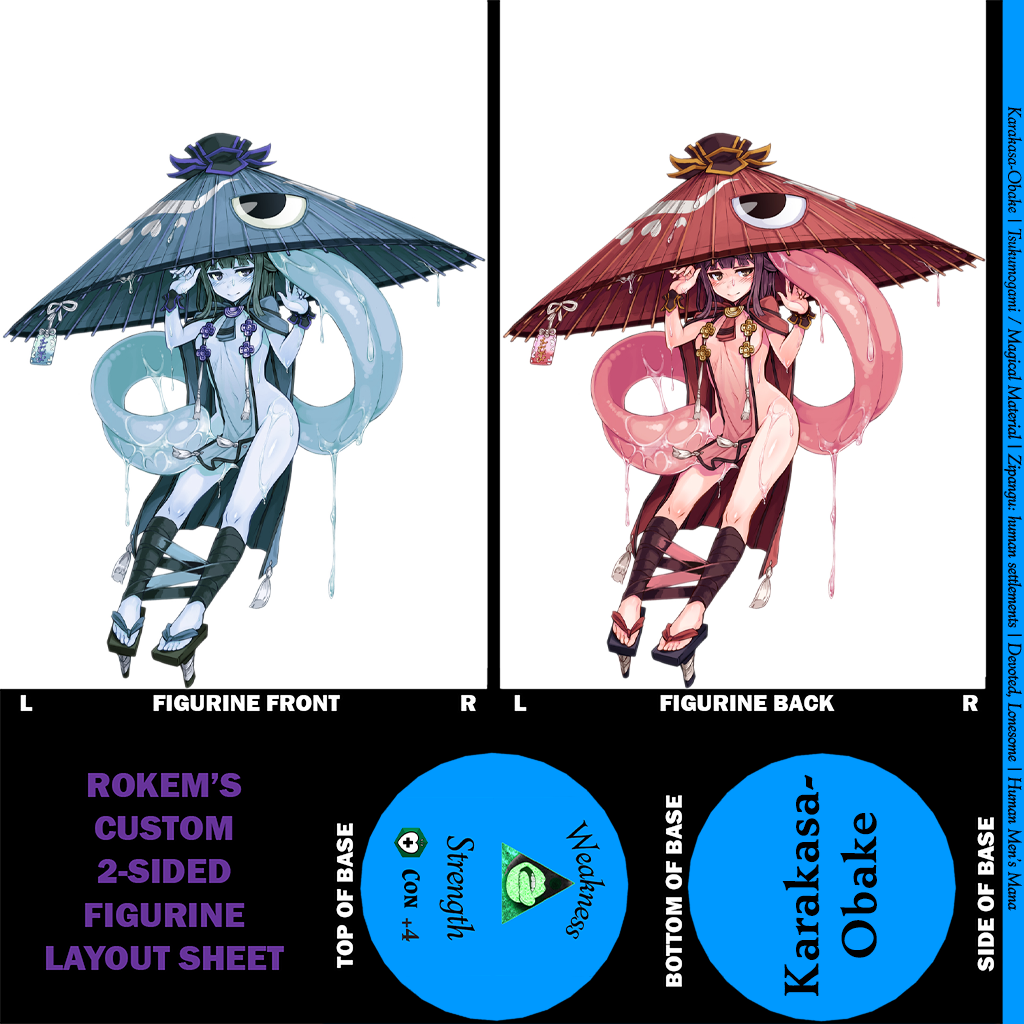 L FIGURINE FRONT R
L FIGURINE BACK R
ROKEM'S
CUSTOM
2-SIDED
FIGURINE
LAYOUT SHEET
TOP OF BASE
Weakness
Strength
CON +4
BOTTOM OF BASE
Karakasa-
Obake
SIDE OF BASE
Karakasa-Obake | Tsukumogami / Magical Material | Zipangu: human settlements | Devoted, Lonesome | Human Men's Mana